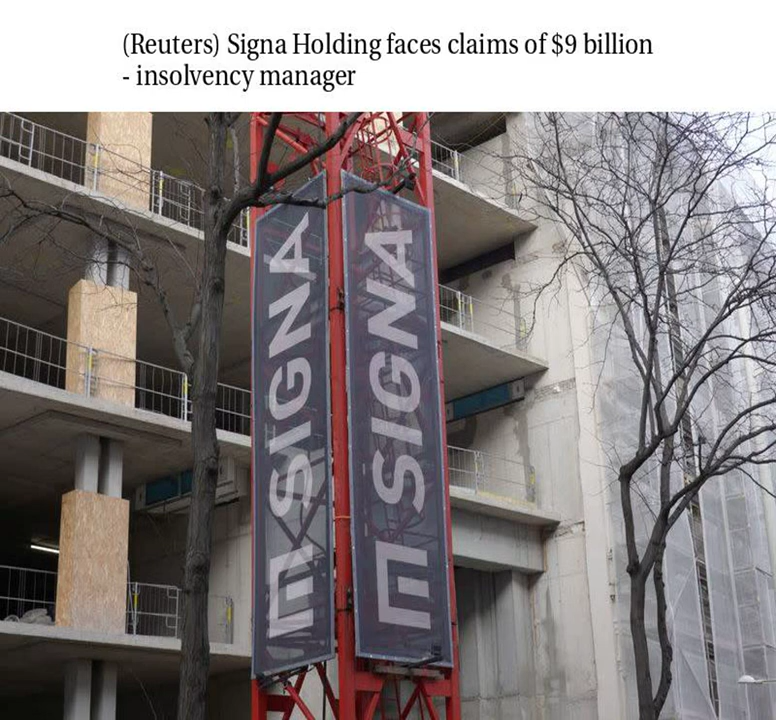 (Reuters) Signa Holding faces claims of $9 billion
- insolvency manager
SIGNA
SIGNA